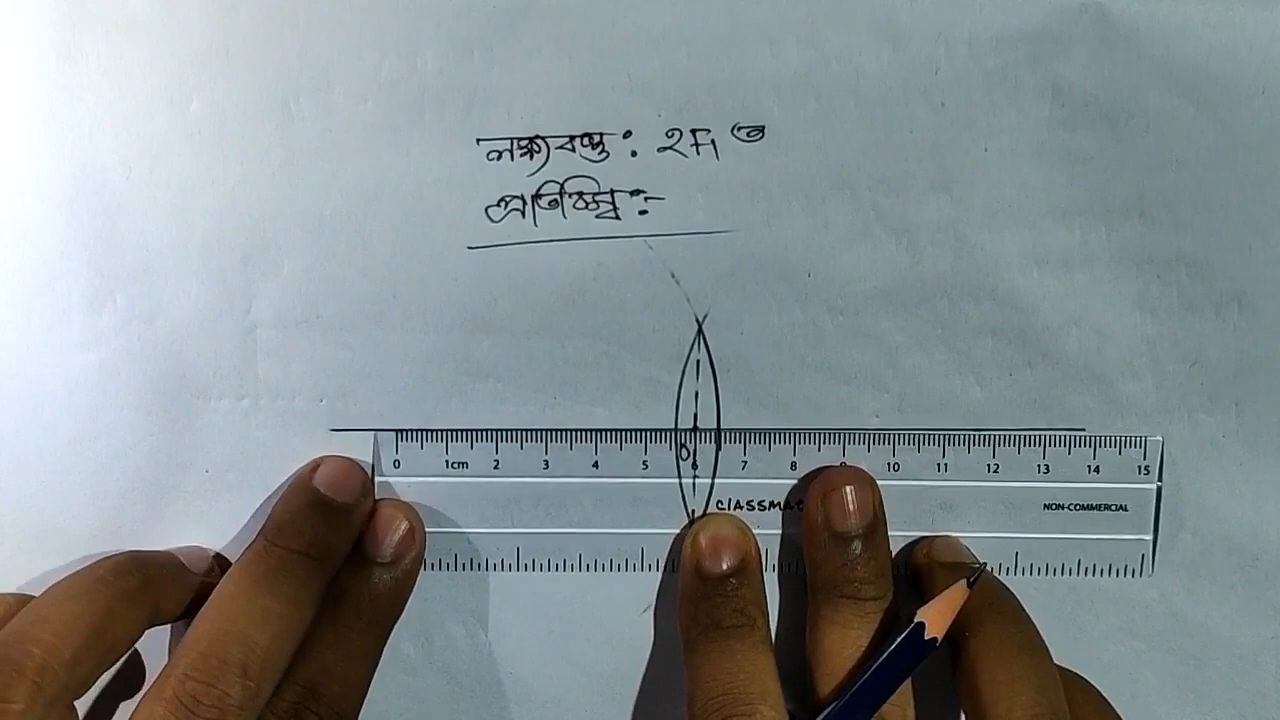 লক্ষ্যবস্তু : 2F₁ ত
প্রতিবিম্ব :-
O
0 1cm 2 3 4 5 6 7 8 9 10 11 12 13 14 15
CLASSMA
NON-COMMERCIAL